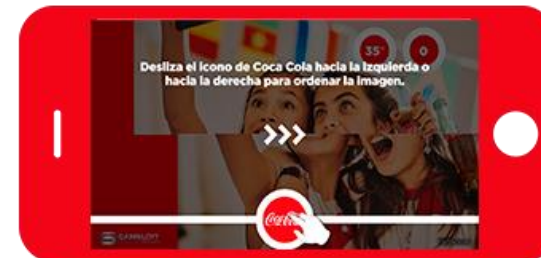 35"
0
Desliza el icono de Coca Cola hacia la izquierda o
hacia la derecha para ordenar la imagen.
Coca-Cola